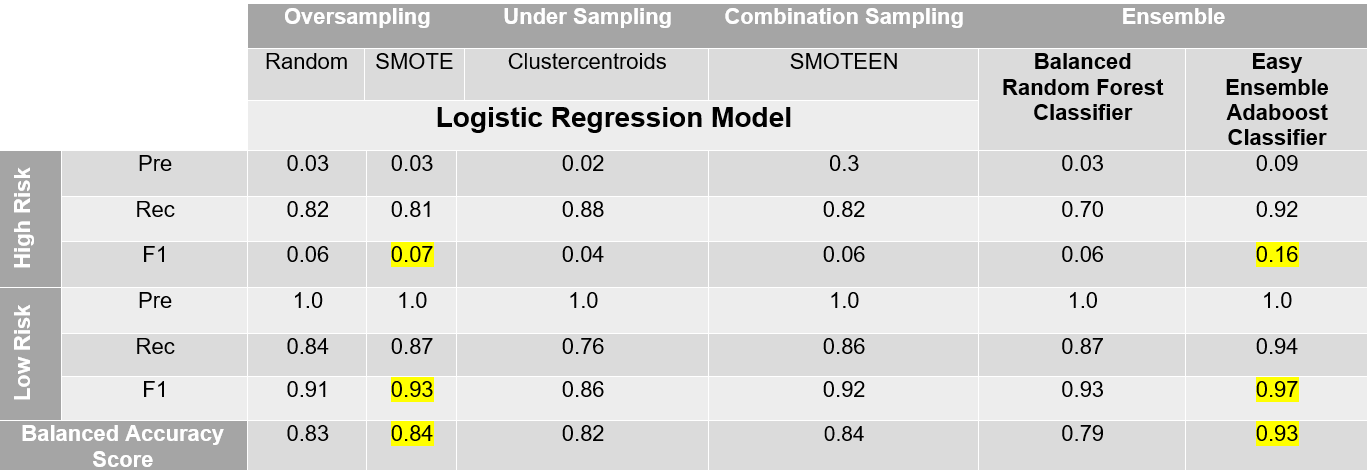 Oversampling Under Sampling Combination Sampling Ensemble
Random SMOTE Clustercentroids SMOTEEN Balanced Random Forest Classifier Easy Ensemble Adaboost Classifier
Logistic Regression Model
High Risk
Pre 0.03 0.03 0.02 0.3 0.03 0.09
Rec 0.82 0.81 0.88 0.82 0.70 0.92
F1 0.06 0.07 0.04 0.06 0.06 0.16
Low Risk
Pre 1.0 1.0 1.0 1.0 1.0 1.0
Rec 0.84 0.87 0.76 0.86 0.87 0.94
F1 0.91 0.93 0.86 0.92 0.93 0.97
Balanced Accuracy Score 0.83 0.84 0.82 0.84 0.79 0.93